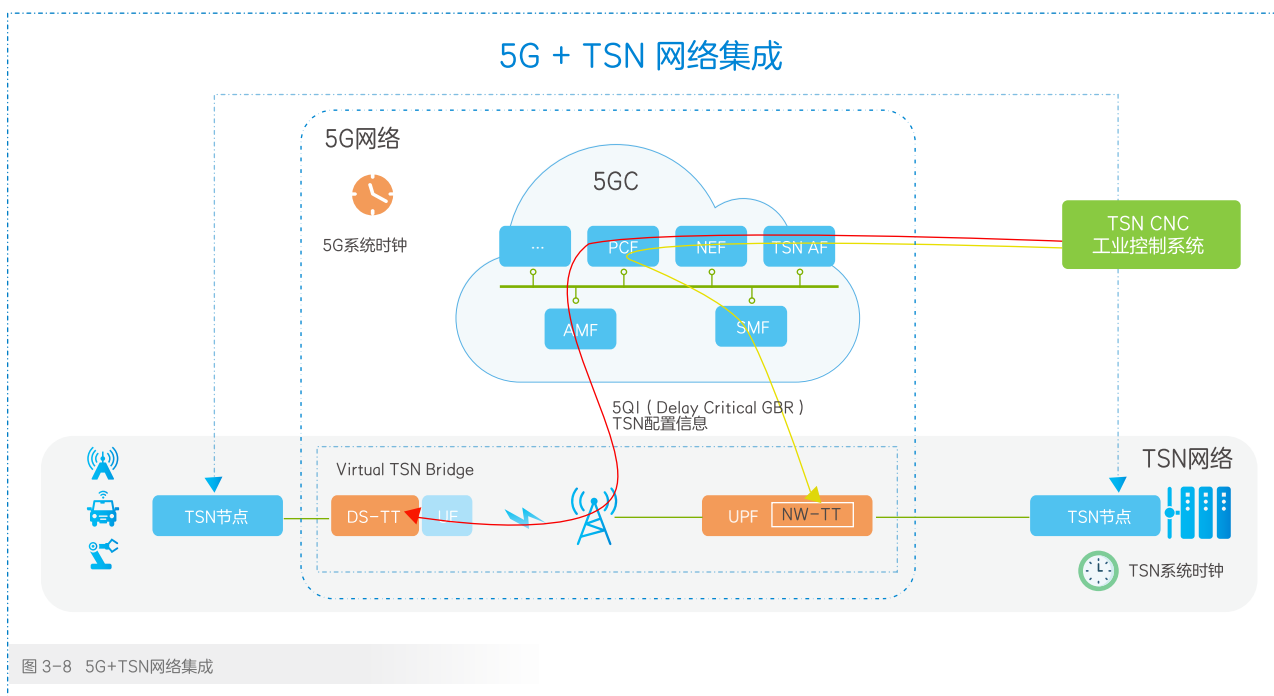 5G + TSN 网络集成
5G网络
5GC
5G系统时钟
...
PCF
NEF
TSN AF
TSN CNC
工业控制系统
AMF
SMF
5QI（Delay Critical GBR）
TSN配置信息
TSN网络
Virtual TSN Bridge
TSN节点
DS-TT
UE
UPF
NW-TT
TSN节点
TSN系统时钟
图 3-8 5G+TSN网络集成